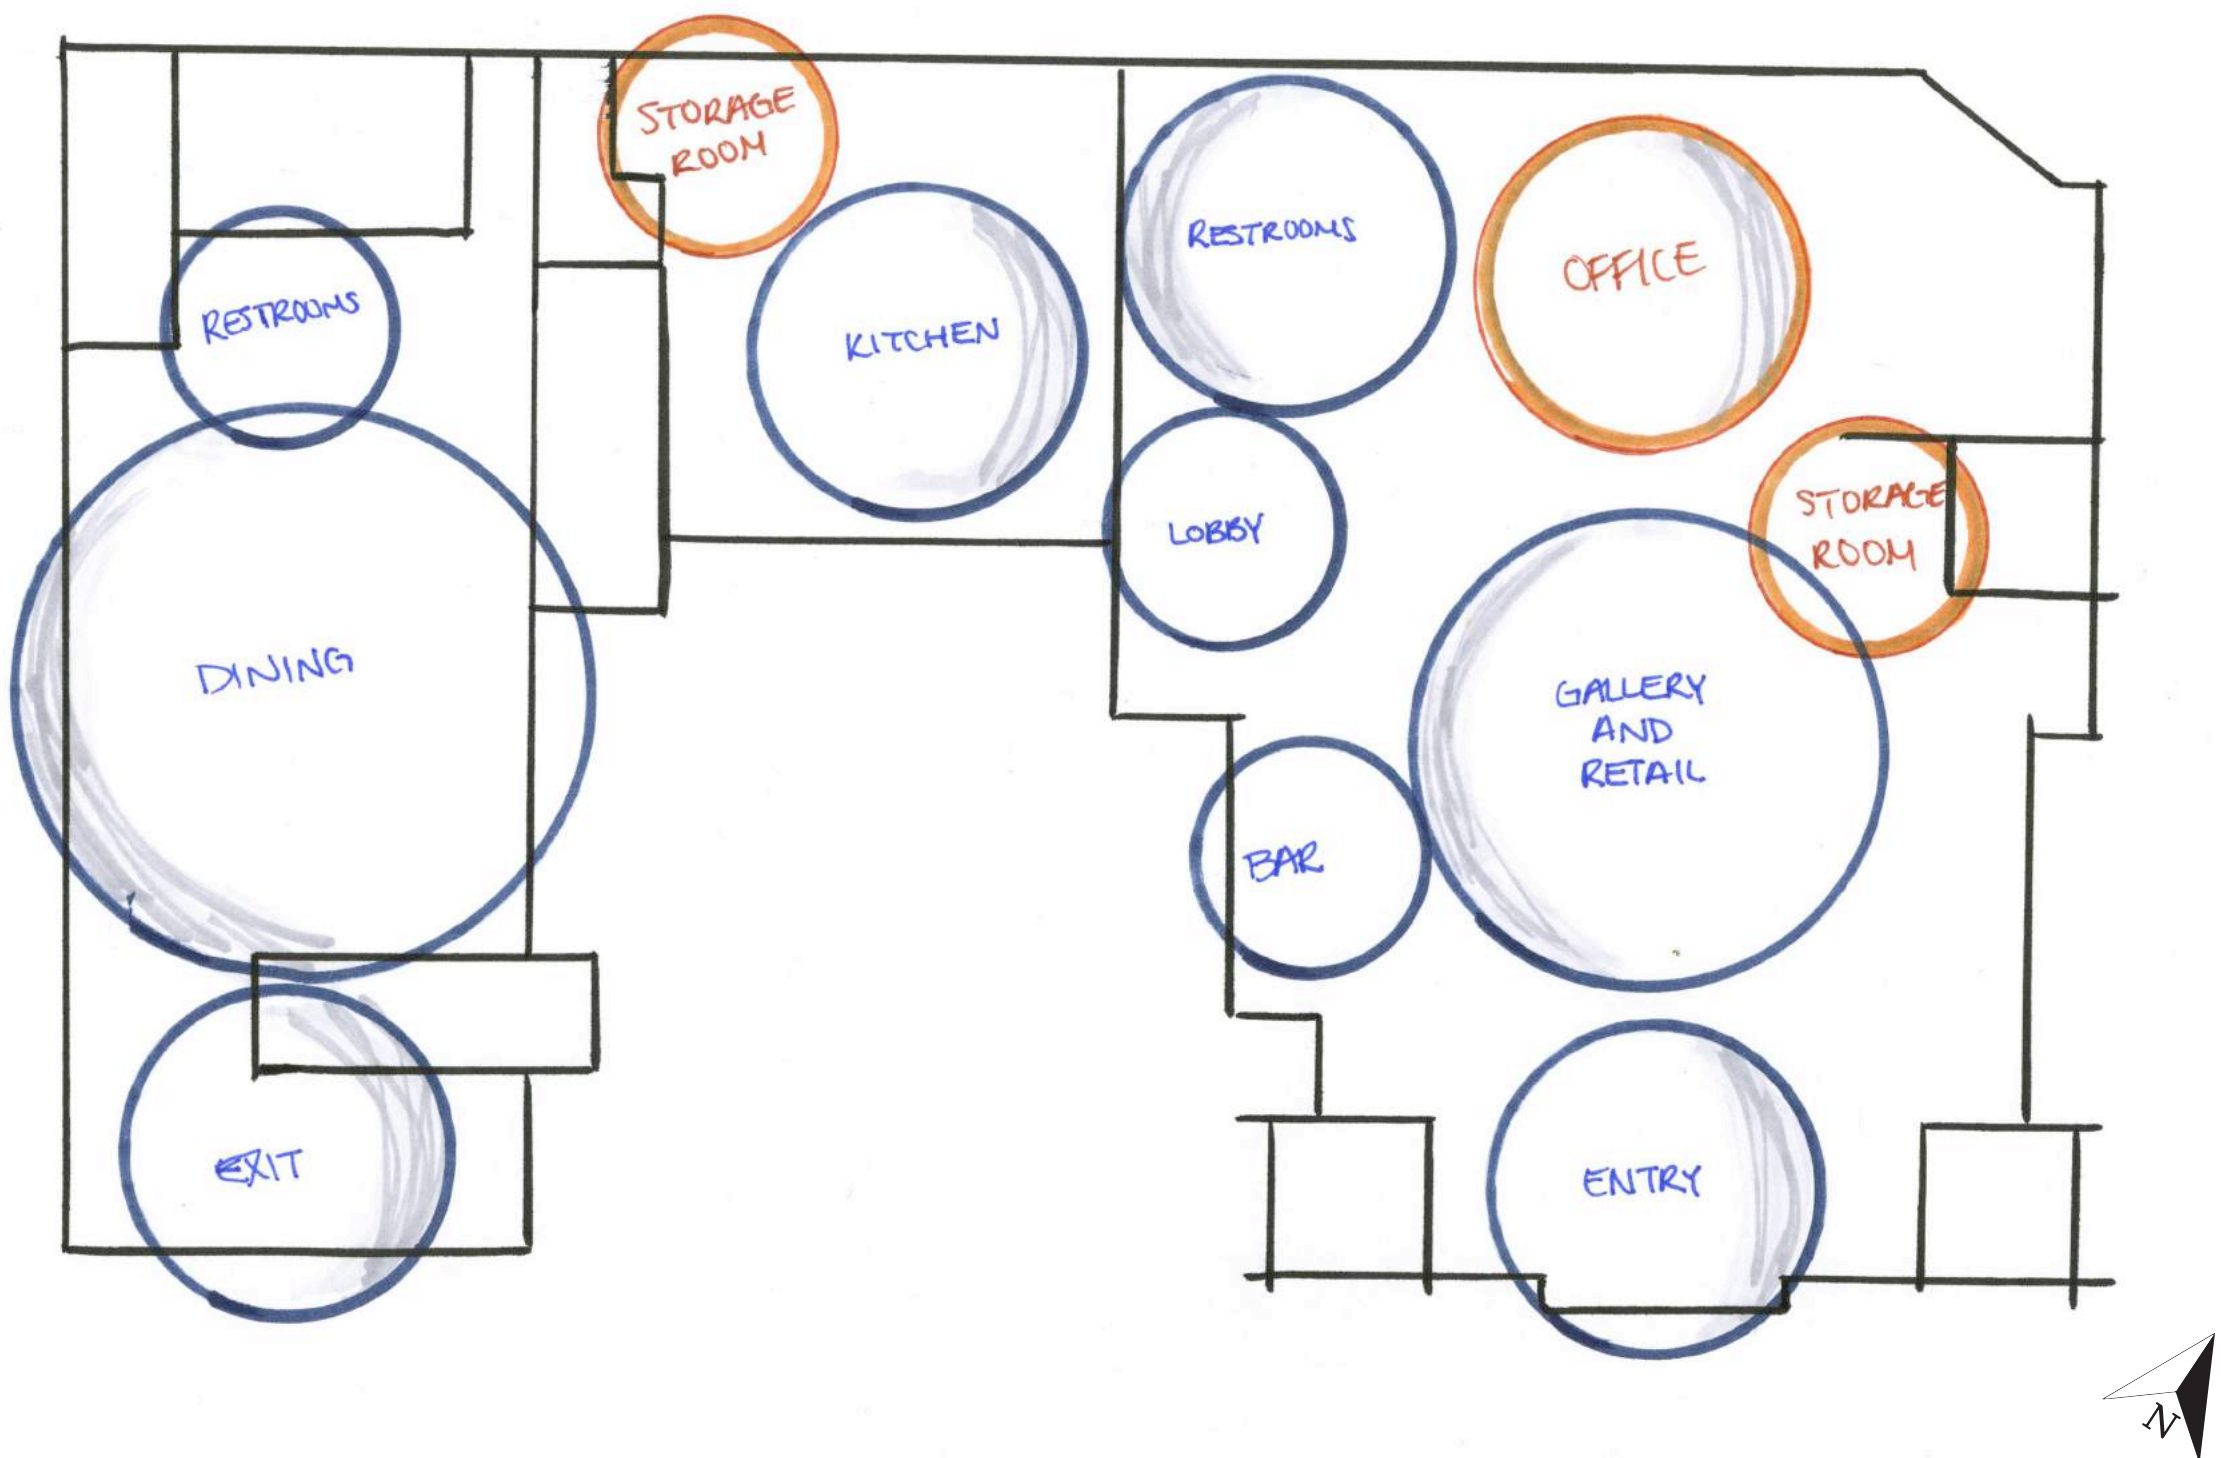 STORAGE
ROOM
RESTROOMS
OFFICE
RESTROOMS
KITCHEN
STORAGE
ROOM
LOBBY
DINING
GALLERY
AND
RETAIL
BAR
EXIT
ENTRY
N